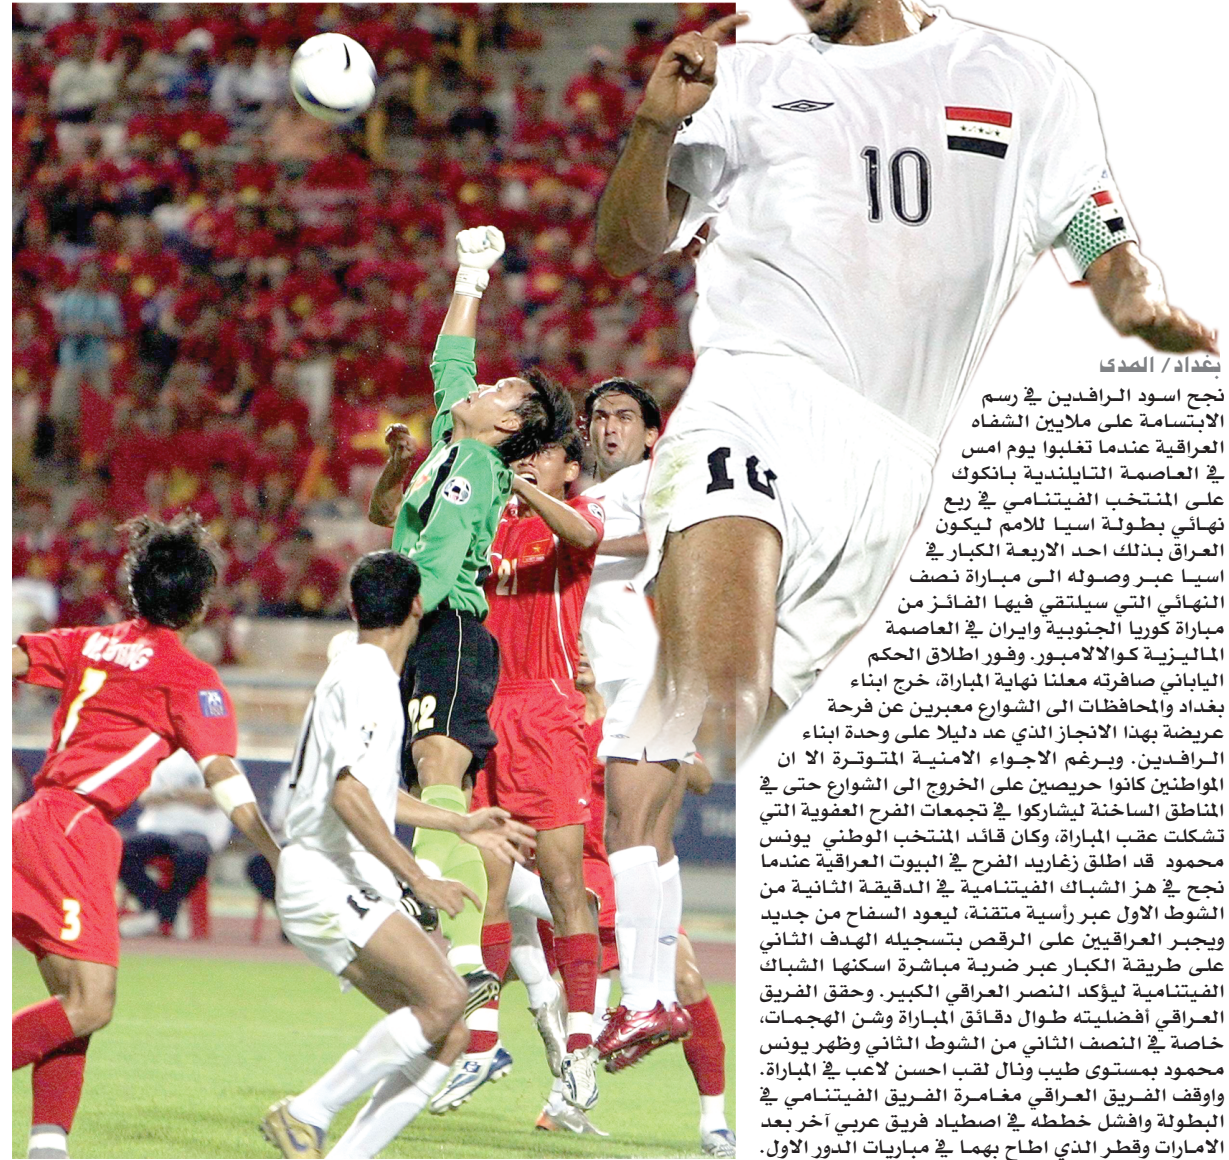 بغداد / المدى
نجح اسود الرافدين في رسم
الابتسامة على ملايين الشفاه
العراقية عندما تغلبوا يوم امس
في العاصمة التايلندية بانكوك
على المنتخب الفيتنامي في ربع
نهائي بطولة اسيا للامم ليكون
العراق بذلك احد الاربعة الكبار في
اسيا عبر وصوله الى مباراة نصف
النهائي التي سيلتقي فيها الفائز من
مباراة كوريا الجنوبية وايران في العاصمة
الماليزية كوالالامبور. وفور اطلاق الحكم
الياباني صافرته معلنا نهاية المباراة، خرج ابناء
بغداد والمحافظات الى الشوارع معبرين عن فرحة
عريضة بهذا الانجاز الذي عد دليلا على وحدة ابناء
الرافدين. وبرغم الاجواء الامنية المتوترة الا ان
المواطنين كانوا حريصين على الخروج الى الشوارع حتى في
المناطق الساخنة ليشاركوا في تجمعات الفرح العفوية التي
تشكلت عقب المباراة، وكان قائد المنتخب الوطني يونس
محمود قد اطلق زغاريد الفرح في البيوت العراقية عندما
نجح في هز الشباك الفيتنامية في الدقيقة الثانية من
الشوط الاول عبر رأسية متقنة، ليعود السفاح من جديد
ويجبر العراقيين على الرقص بتسجيله الهدف الثاني
على طريقة الكبار عبر ضربة مباشرة اسكنها الشباك
الفيتنامية ليؤكد النصر العراقي الكبير. وحقق الفريق
العراقي أفضليته طوال دقائق المباراة وشن الهجمات،
خاصة في النصف الثاني من الشوط الثاني وظهر يونس
محمود بمستوى طيب ونال لقب احسن لاعب في المباراة.
واوقف الفريق العراقي مغامرة الفريق الفيتنامي في
البطولة وافشل خططه في اصطياد فريق عربي آخر بعد
الامارات وقطر الذي اطاح بهما في مباريات الدور الاول.
10
10
21
22
7
3
18